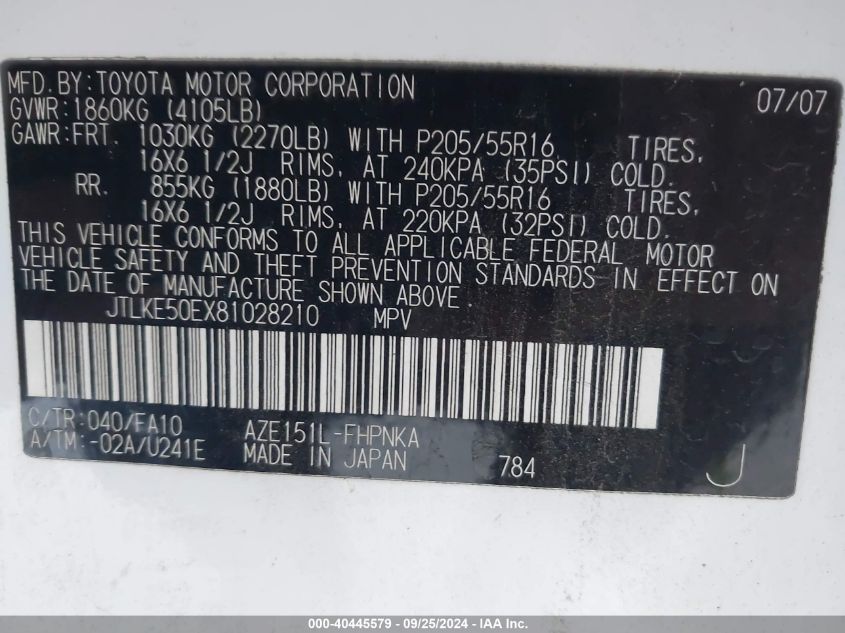 MFD.BY:TOYOTA MOTOR CORPORATION 07/07
GVWR:1860KG (4105LB)
GAWR:FRT. 1030KG (2270LB) WITH P205/55R16 TIRES,
16X6 1/2J RIMS, AT 240KPA (35PSI) COLD.
RR. 855KG (1880LB) WITH P205/55R16 TIRES,
16X6 1/2J RIMS, AT 220KPA (32PSI) COLD.
THIS VEHICLE CONFORMS TO ALL APPLICABLE FEDERAL MOTOR
VEHICLE SAFETY AND THEFT PREVENTION STANDARDS IN EFFECT ON
THE DATE OF MANUFACTURE SHOWN ABOVE
JTLKE50EX81028210 MPV
C/TR:040/FA10 AZE151L-FHPNKA
A/TM:-02A/U241E MADE IN JAPAN 784 J
000-40445579 - 09/25/2024 - IAA Inc.